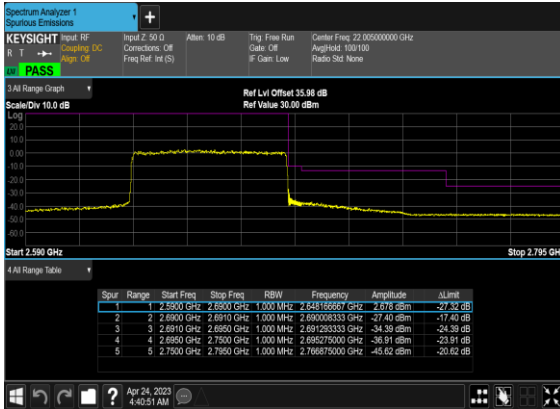 Spectrum Analyzer 1
Spurious Emissions
+
KEYSIGHT Input: RF Input Z: 50 Ω Atten: 10 dB Trig: Free Run Center Freq: 22.005000000 GHz
R T Coupling: DC Corrections: Off Gate: Off Avg|Hold: 100/100
Align: Off Freq Ref: Int (S) IF Gain: Low Radio Std: None
PASS
3 All Range Graph
Scale/Div 10.0 dB Ref Lvl Offset 35.98 dB
Ref Value 30.00 dBm
Log
20.0
10.0
0.00
-10.0
-20.0
-30.0
-40.0
-50.0
-60.0
Start 2.590 GHz Stop 2.795 GH
4 All Range Table
Spur Range Start Freq Stop Freq RBW Frequency Amplitude ΔLimit
1 1 2.5900 GHz 2.6900 GHz 1.000 MHz 2.648166667 GHz 2.678 dBm -27.32 dB
2 2 2.6900 GHz 2.6910 GHz 1.000 MHz 2.690008333 GHz -27.40 dBm -17.40 dB
3 3 2.6910 GHz 2.6950 GHz 1.000 MHz 2.691293333 GHz -34.39 dBm -24.39 dB
4 4 2.6950 GHz 2.7500 GHz 1.000 MHz 2.695275000 GHz -36.91 dBm -23.91 dB
5 5 2.7500 GHz 2.7950 GHz 1.000 MHz 2.766875000 GHz -45.62 dBm -20.62 dB
? Apr 24, 2023
4:40:51 AM